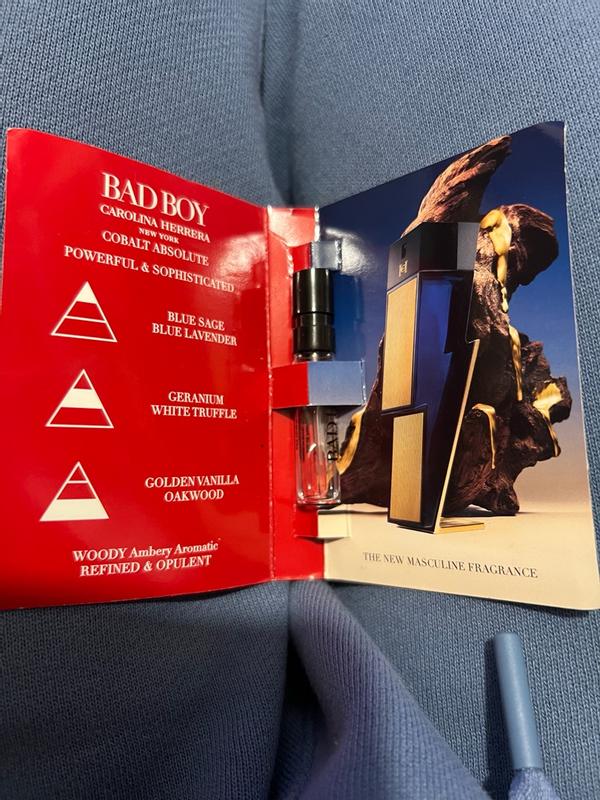 BAD BOY
CAROLINA HERRERA
NEW YORK
COBALT ABSOLUTE
POWERFUL & SOPHISTICATED
BLUE SAGE
BLUE LAVENDER
GERANIUM
WHITE TRUFFLE
GOLDEN VANILLA
OAKWOOD
WOODY Ambery Aromatic
REFINED & OPULENT
BAD
THE NEW MASCULINE FRAGRANCE